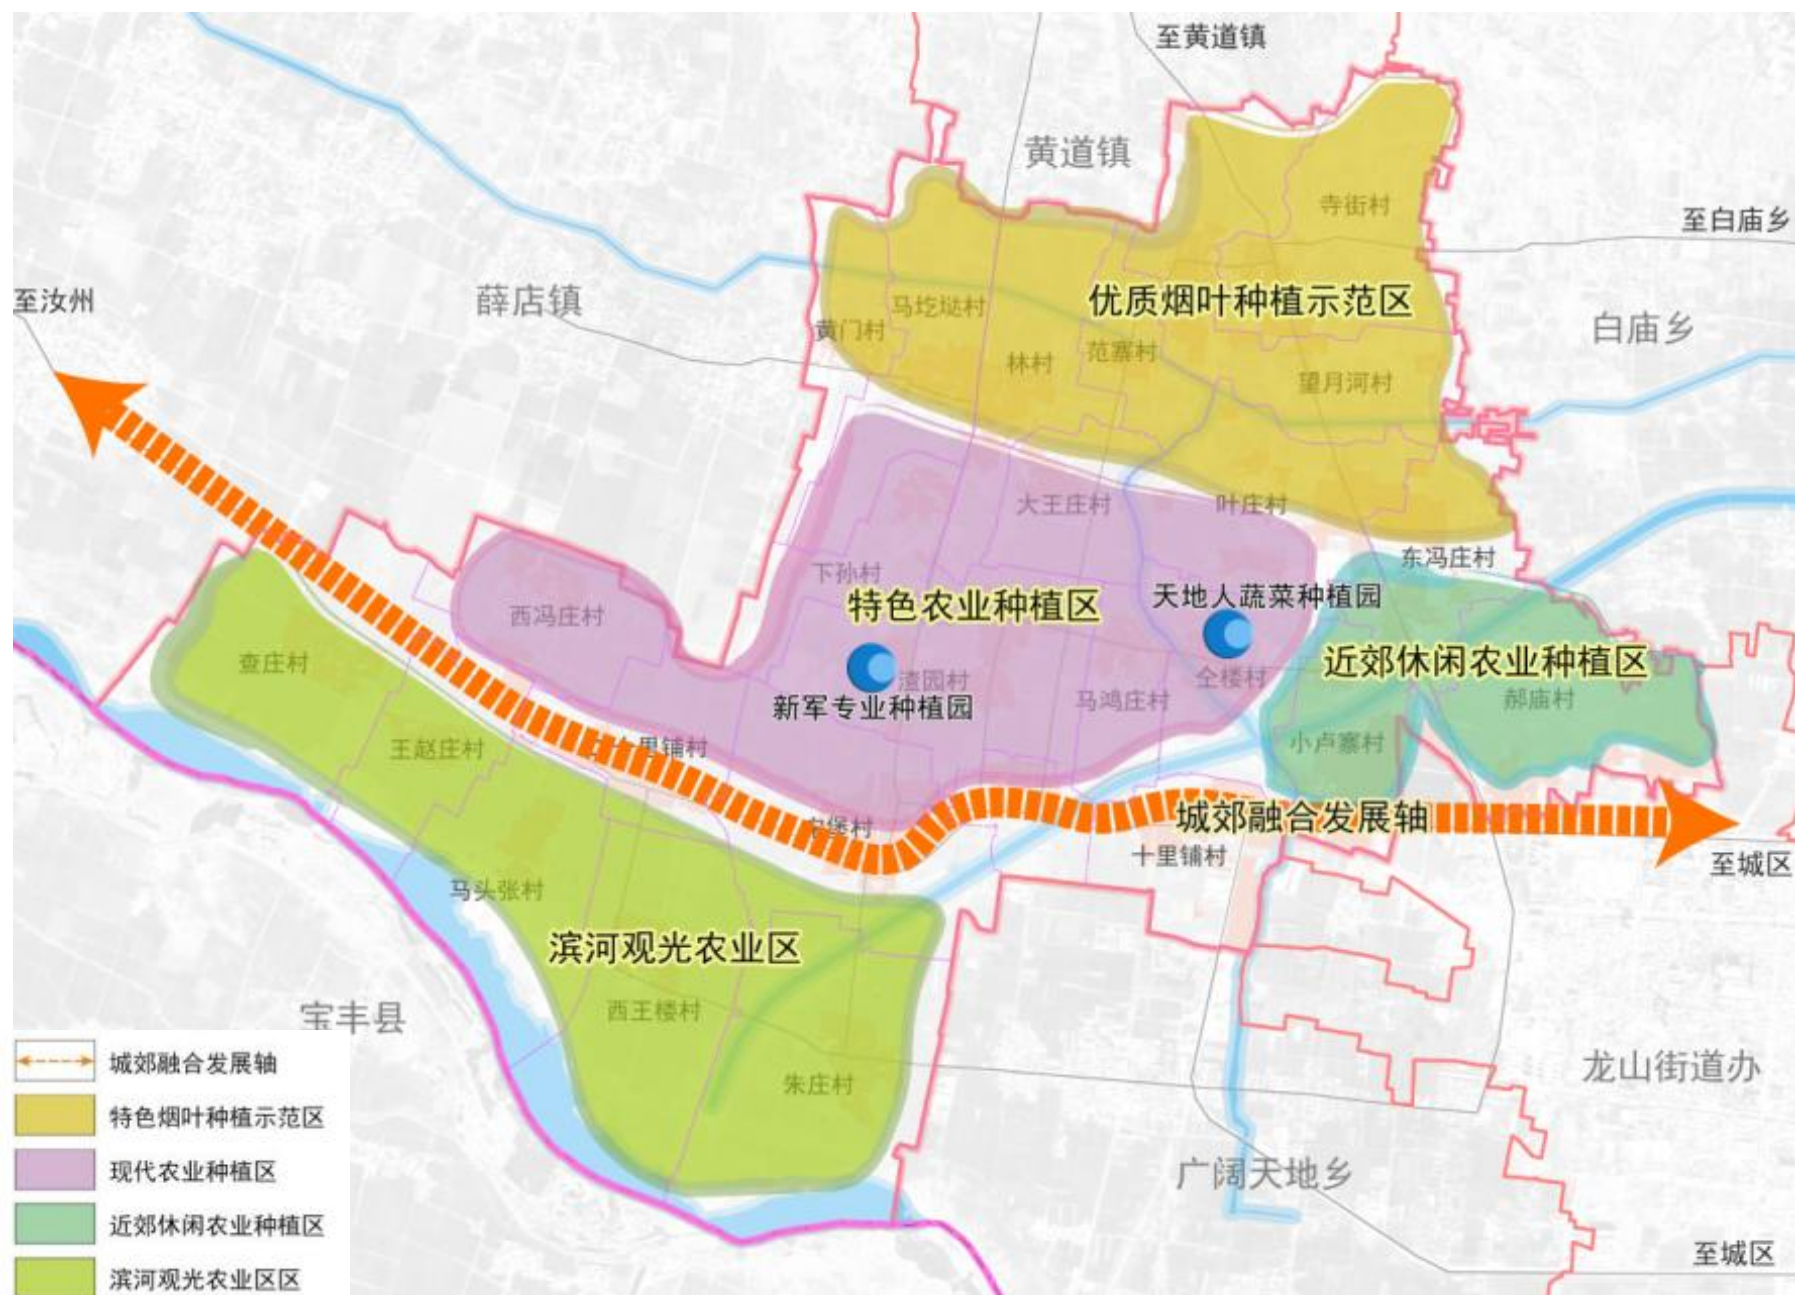 至黄道镇
黄道镇
寺街村
至白庙乡
至汝州
薛店镇
马圪垯村
优质烟叶种植示范区
黄门村
白庙乡
林村
范寨村
望月河村
大王庄村
叶庄村
东冯庄村
下孙村
天地人蔬菜种植园
西冯庄村
特色农业种植区
查庄村
近郊休闲农业种植区
渣园村
全楼村
马鸿庄村
郝庙村
新军专业种植园
王赵庄村
里铺村
小卢寨村
城郊融合发展轴
堡村
十里铺村
至城区
马头张村
滨河观光农业区
西王楼村
宝丰县
朱庄村
龙山街道办
广阔天地乡
至城区
城郊融合发展轴
特色烟叶种植示范区
现代农业种植区
近郊休闲农业种植区
滨河观光农业区区